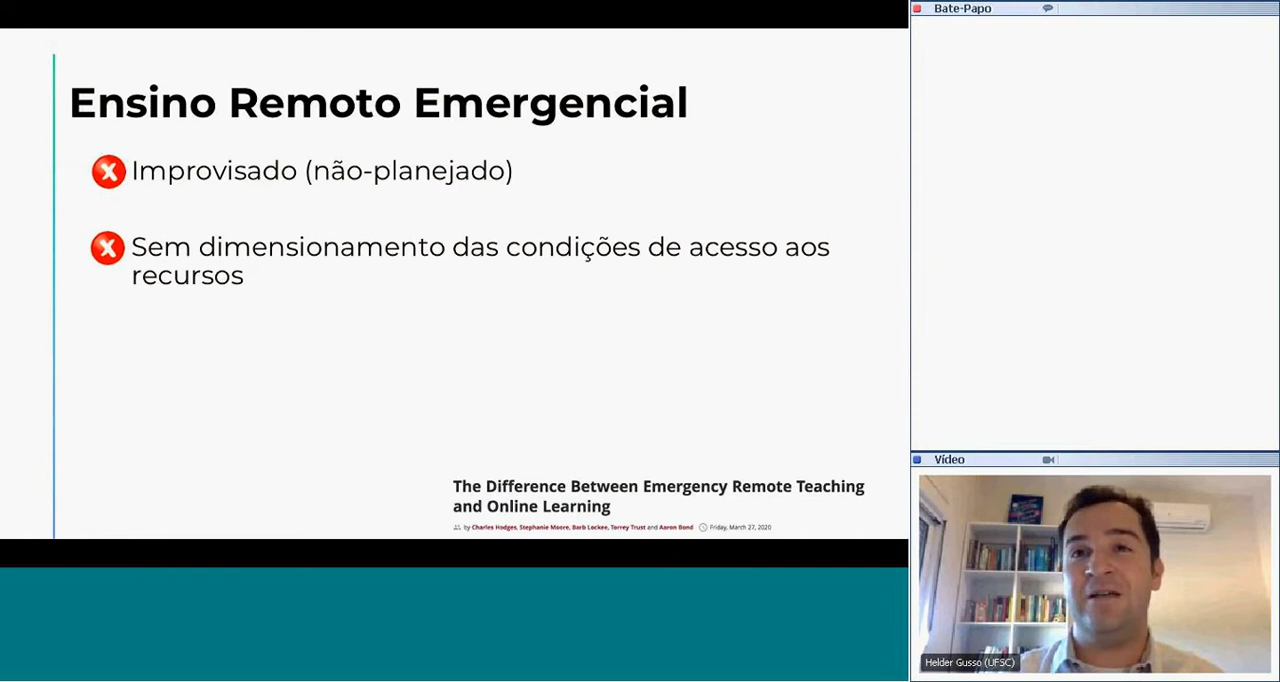 Ensino Remoto Emergencial
Improvisado (não-planejado)
Sem dimensionamento das condições de acesso aos
recursos
The Difference Between Emergency Remote Teaching
and Online Learning
by Charles Hodges, Stephanie Moore, Barb Lockee, Torrey Trust and Aaron Bond Friday, March 27, 2020
Bate-Papo
Vídeo
Helder Gusso (UFSC)